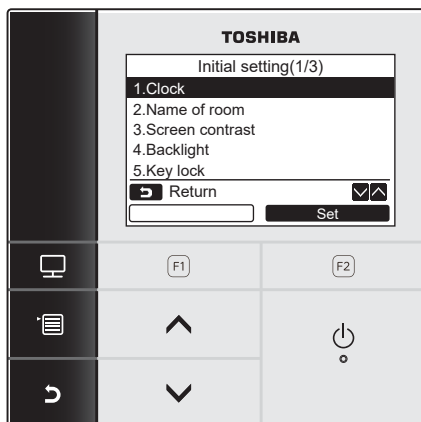 TOSHIBA
Initial setting(1/3)
1.Clock
2.Name of room
3.Screen contrast
4.Backlight
5.Key lock
Return
Set
F1
F2